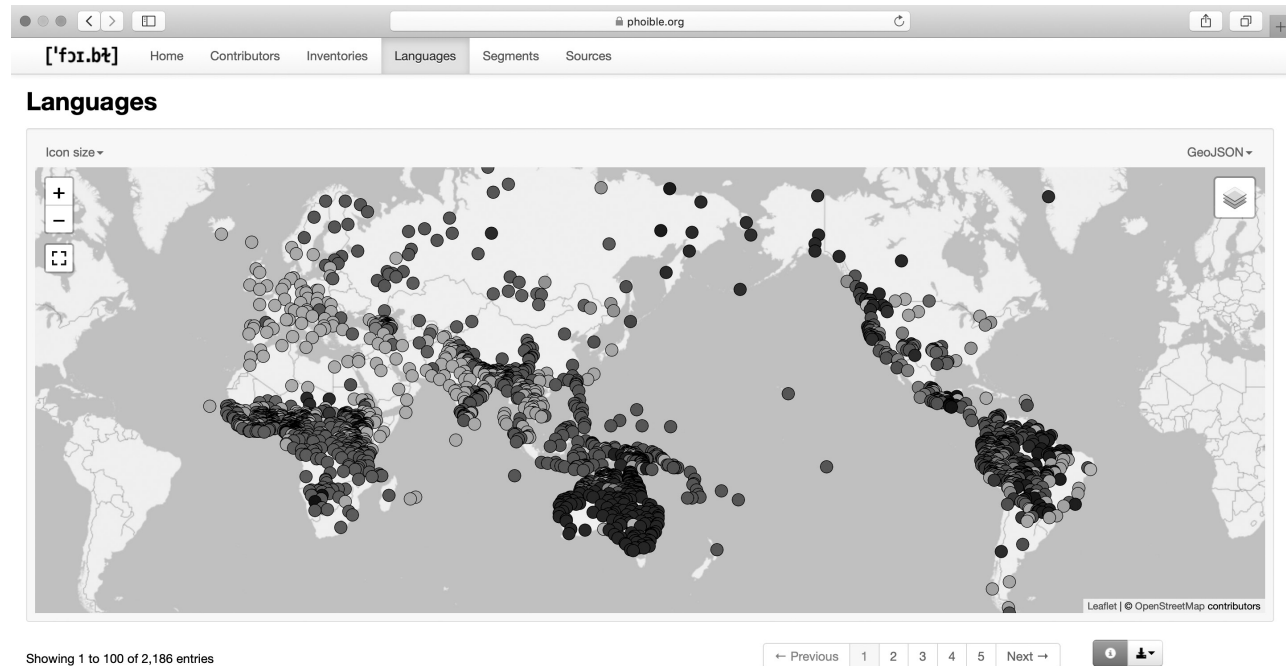 phoible.org
['fɔɪ.bɫ] Home Contributors Inventories Languages Segments Sources
Languages
Icon size
GeoJSON
+
−
Leaflet | © OpenStreetMap contributors
Showing 1 to 100 of 2,186 entries
← Previous 1 2 3 4 5 Next →